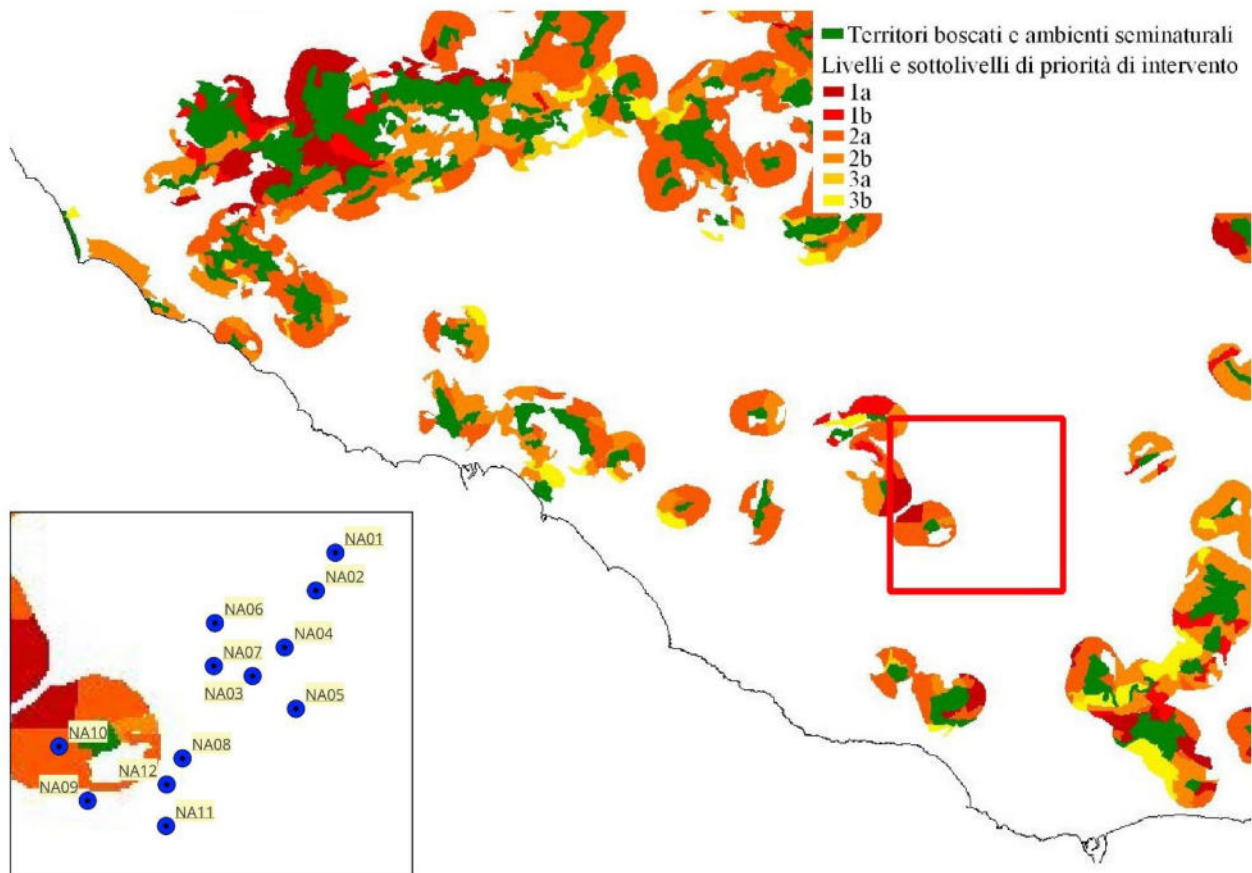 Territori boscati e ambienti seminaturali
Livelli e sottolivelli di priorità di intervento
1a
1b
2a
2b
3a
3b
NA01
NA02
NA06
NA04
NA07
NA03
NA05
NA10
NA08
NA12
NA09
NA11